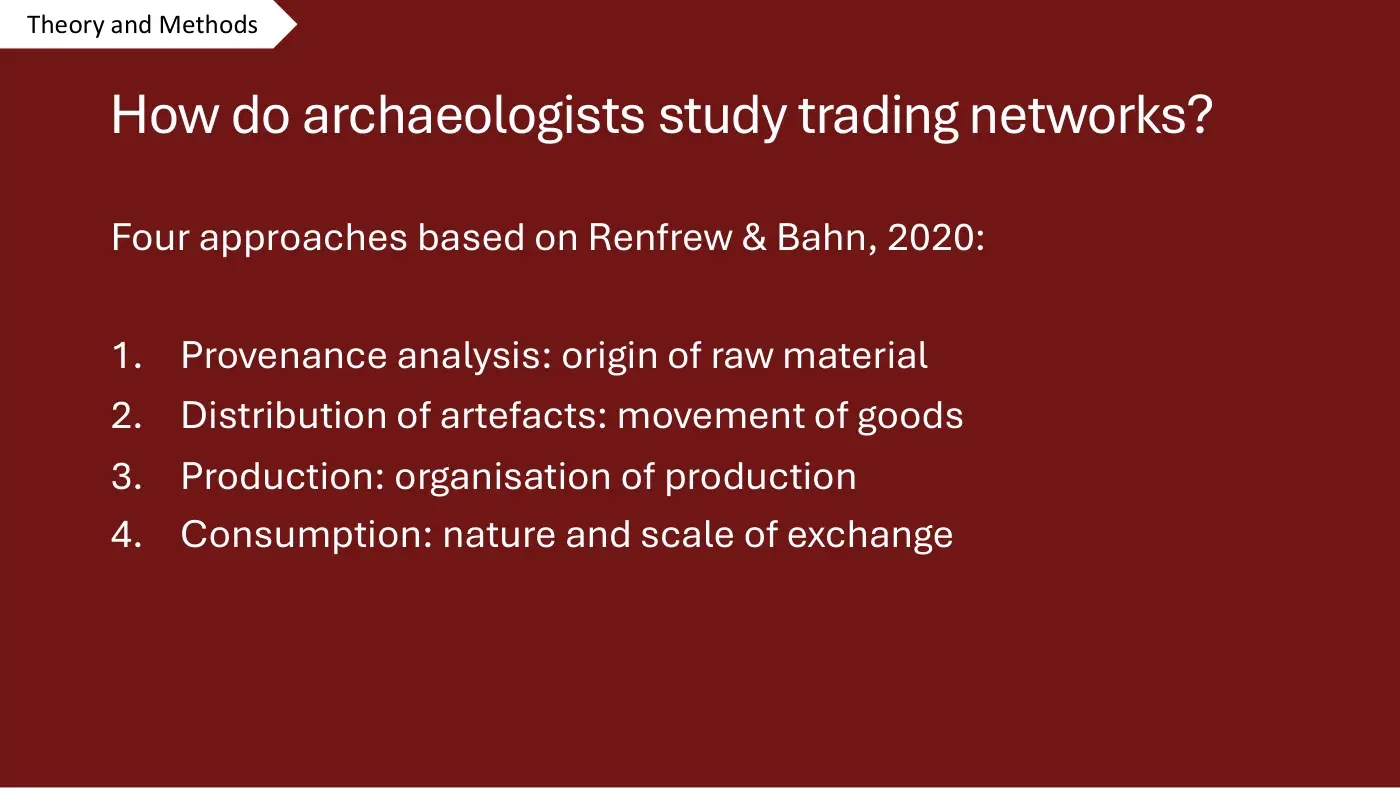 Theory and Methods
How do archaeologists study trading networks?
Four approaches based on Renfrew & Bahn, 2020:
1. Provenance analysis: origin of raw material
2. Distribution of artefacts: movement of goods
3. Production: organisation of production
4. Consumption: nature and scale of exchange